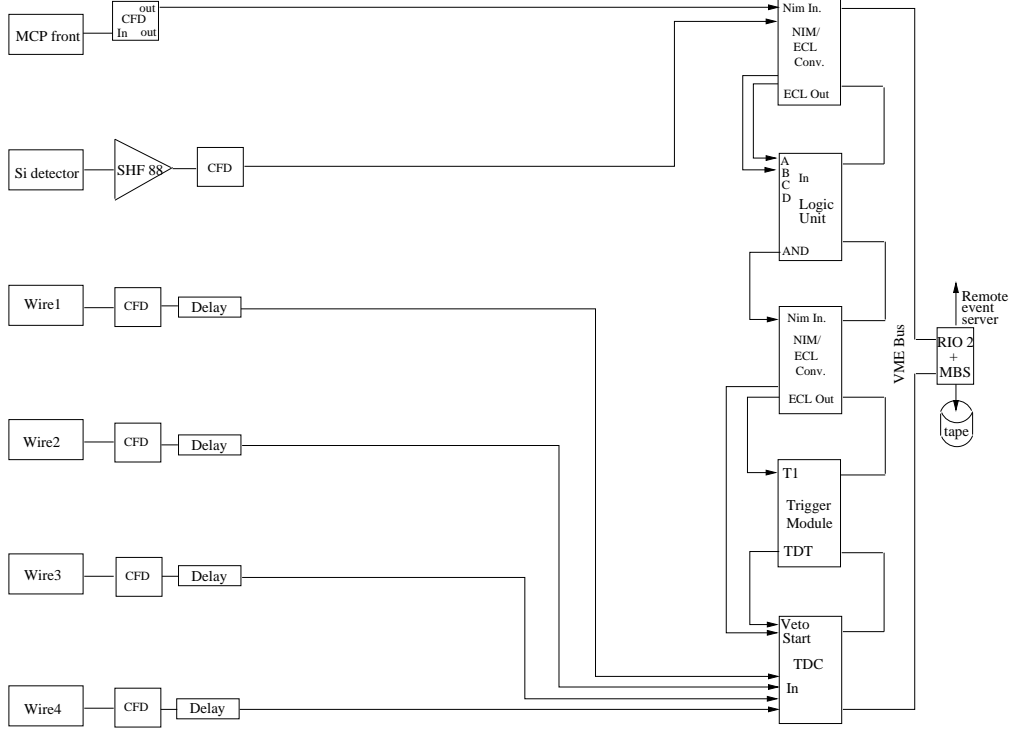 out
CFD
In out
MCP front
Nim In.
NIM/
ECL
Conv.
ECL Out
Si detector
SHF 88
CFD
A
B
C
D
In
Logic
Unit
AND
Wire1
CFD
Delay
Nim In.
NIM/
ECL
Conv.
ECL Out
VME Bus
Remote
event
server
RIO 2
+
MBS
tape
Wire2
CFD
Delay
T1
Trigger
Module
TDT
Wire3
CFD
Delay
Veto
Start
TDC
In
Wire4
CFD
Delay